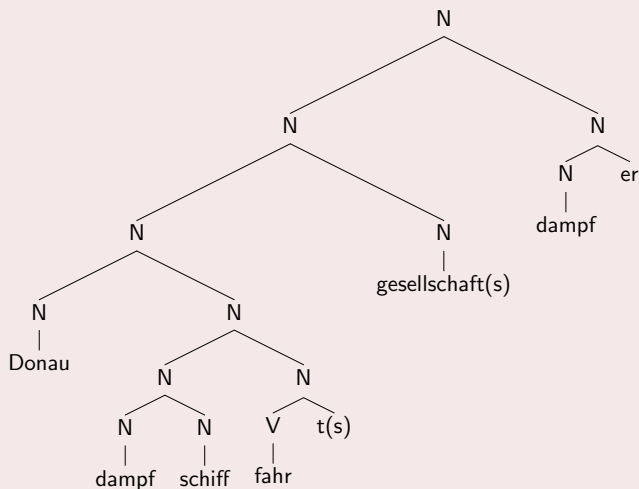 N
N N
N er
dampf
N N
gesellschaft(s)
N N
Donau
N N
N N V t(s)
dampf schiff fahr